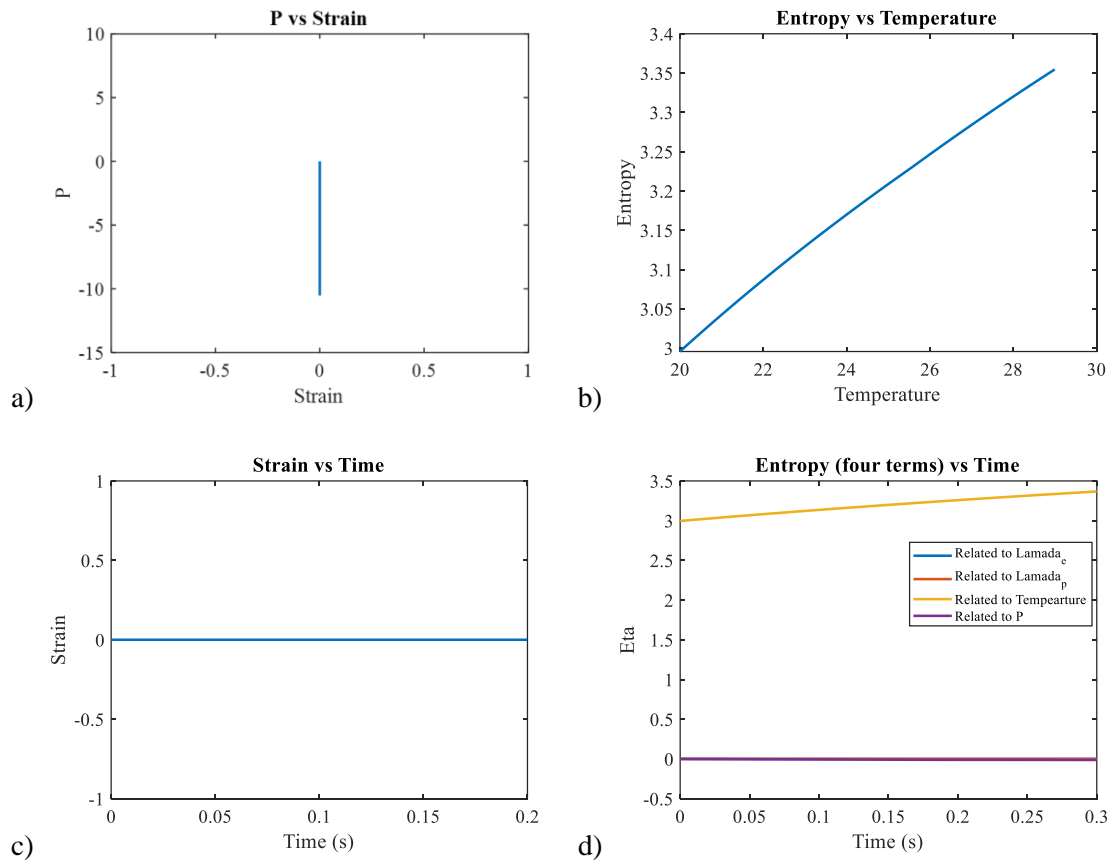 P vs Strain
10
5
0
-5
-10
-15
-1
-0.5
0
0.5
1
P
Strain
a)
Entropy vs Temperature
3.4
3.35
3.3
3.25
3.2
3.15
3.1
3.05
3
20
22
24
26
28
30
Entropy
Temperature
b)
Strain vs Time
1
0.5
0
-0.5
-1
0
0.05
0.1
0.15
0.2
Strain
Time (s)
c)
Entropy (four terms) vs Time
3.5
3
2.5
2
1.5
1
0.5
0
-0.5
0
0.05
0.1
0.15
0.2
0.25
0.3
Eta
Time (s)
Related to Lamada_e
Related to Lamada_p
Related to Tempearture
Related to P
d)